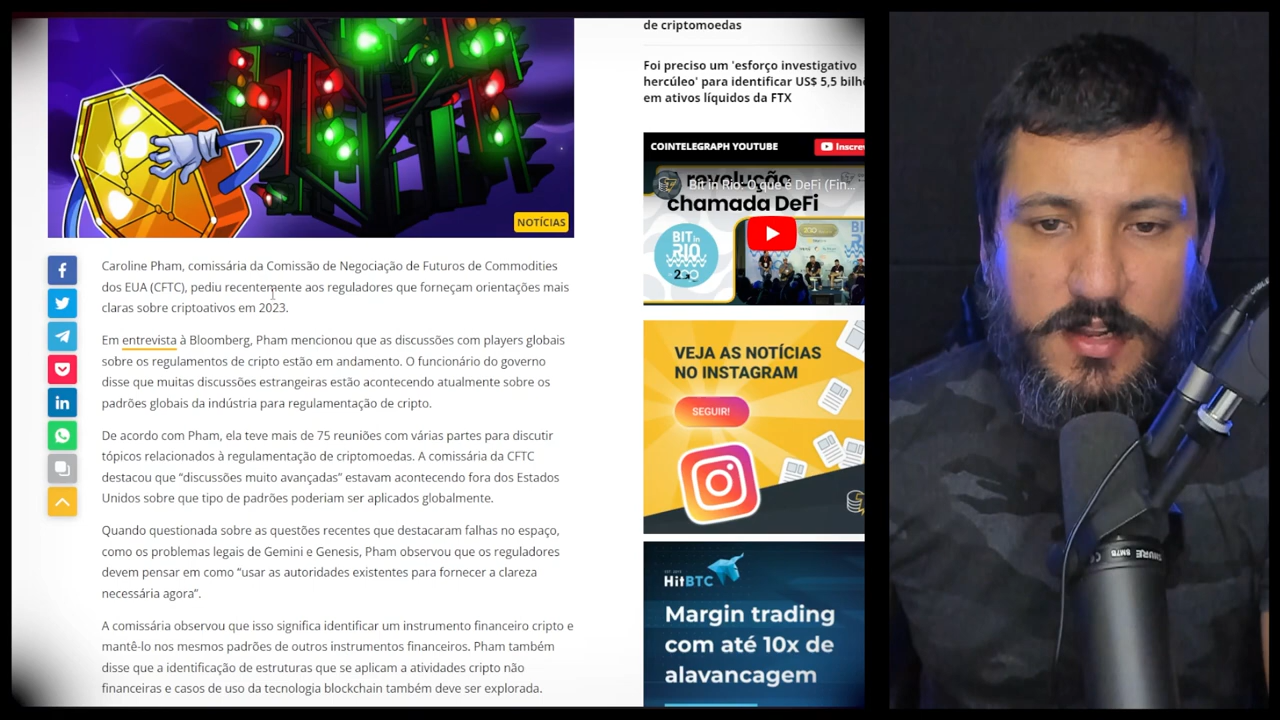 NOTÍCIAS
Caroline Pham, comissária da Comissão de Negociação de Futuros de Commodities
dos EUA (CFTC), pediu recentemente aos reguladores que forneçam orientações mais
claras sobre criptoativos em 2023.
Em entrevista à Bloomberg, Pham mencionou que as discussões com players globais
sobre os regulamentos de cripto estão em andamento. O funcionário do governo
disse que muitas discussões estrangeiras estão acontecendo atualmente sobre os
padrões globais da indústria para regulamentação de cripto.
De acordo com Pham, ela teve mais de 75 reuniões com várias partes para discutir
tópicos relacionados à regulamentação de criptomoedas. A comissária da CFTC
destacou que “discussões muito avançadas” estavam acontecendo fora dos Estados
Unidos sobre que tipo de padrões poderiam ser aplicados globalmente.
Quando questionada sobre as questões recentes que destacaram falhas no espaço,
como os problemas legais de Gemini e Genesis, Pham observou que os reguladores
devem pensar em como “usar as autoridades existentes para fornecer a clareza
necessária agora”.
A comissária observou que isso significa identificar um instrumento financeiro cripto e
mantê-lo nos mesmos padrões de outros instrumentos financeiros. Pham também
disse que a identificação de estruturas que se aplicam a atividades cripto não
financeiras e casos de uso da tecnologia blockchain também deve ser explorada.
de criptomoedas
Foi preciso um 'esforço investigativo
hercúleo' para identificar US$ 5,5 bilhõ
em ativos líquidos da FTX
COINTELEGRAPH YOUTUBE
Inscrev
Bit in Rio: O que é DeFi (Fin...
a revolução
chamada DeFi
BIT in
RIO
VEJA AS NOTÍCIAS
NO INSTAGRAM
SEGUIR!
HitBTC
Margin trading
com até 10x de
alavancagem
SHURE SM7B